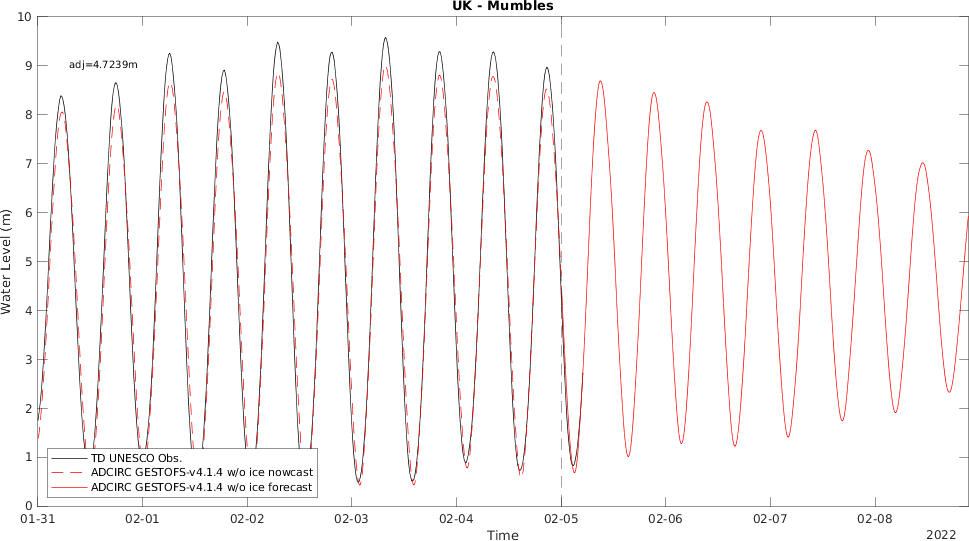 UK - Mumbles
10
9
8
7
6
5
4
3
2
1
0
Water Level (m)
adj=4.7239m
TD UNESCO Obs.
ADCIRC GESTOFS-v4.1.4 w/o ice nowcast
ADCIRC GESTOFS-v4.1.4 w/o ice forecast
01-31 02-01 02-02 02-03 02-04 02-05 02-06 02-07 02-08
Time
2022